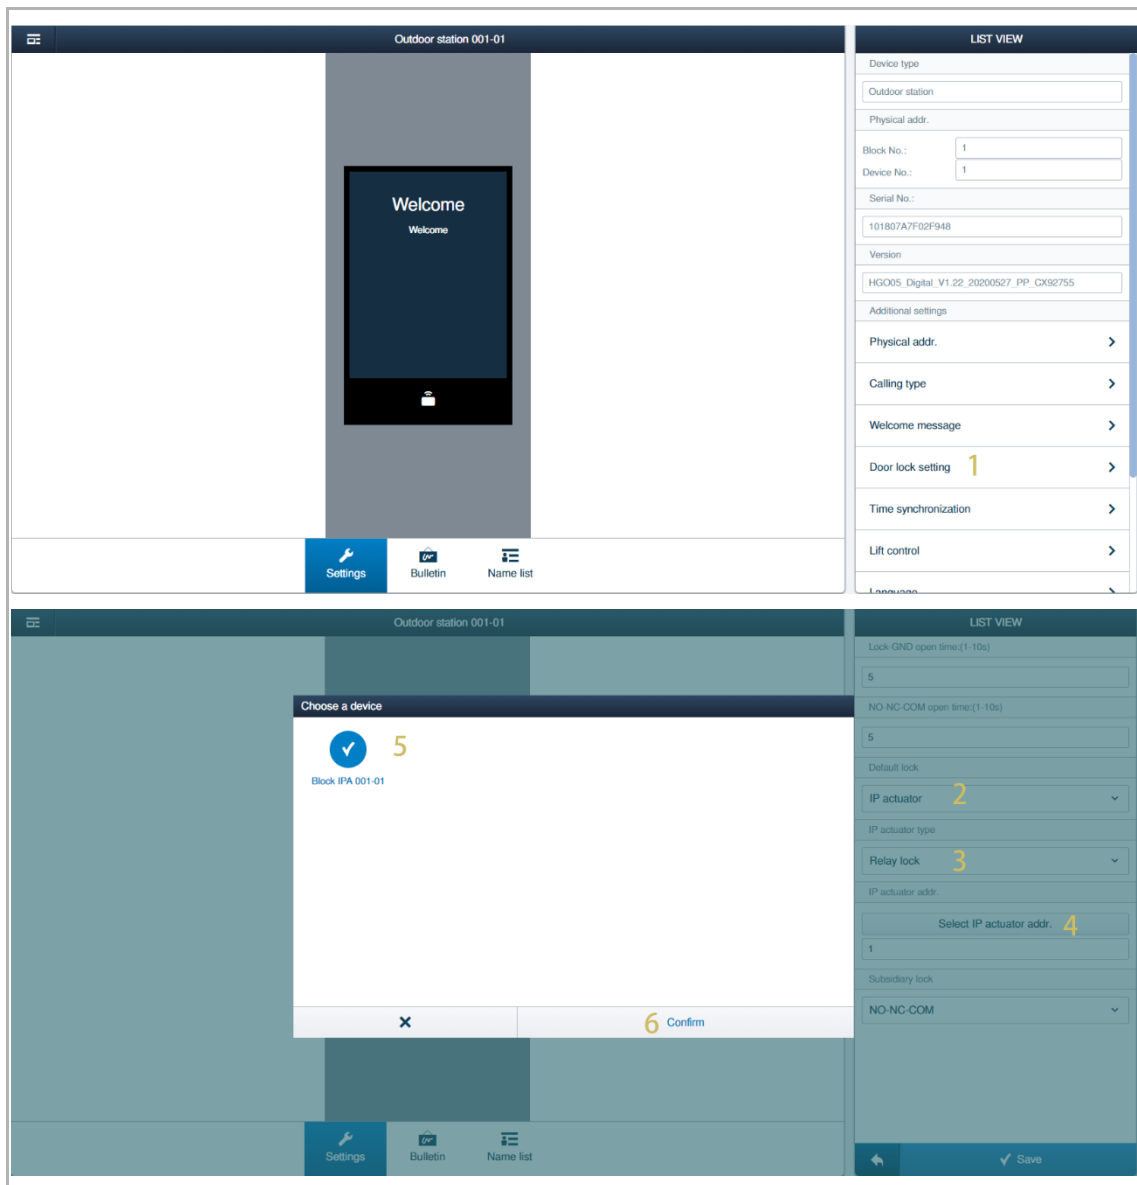 Outdoor station 001-01
LIST VIEW
Device type
Outdoor station
Physical addr.
Block No.: 1
Device No.: 1
Serial No.:
101807A7F02F948
Version
HGO05_Digital_V1.22_20200527_PP_CX92755
Additional settings
Physical addr.
Calling type
Welcome message
Door lock setting 1
Time synchronization
Lift control
Language
Welcome
Welcome
Settings Bulletin Name list
Outdoor station 001-01
LIST VIEW
Lock-GND open time:(1-10s)
5
NO-NC-COM open time:(1-10s)
5
Default lock
IP actuator 2
IP actuator type
Relay lock 3
IP actuator addr.
Select IP actuator addr. 4
1
Subsidiary lock
NO-NC-COM
Choose a device
5
Block IPA 001-01
6 Confirm
Settings Bulletin Name list
Save